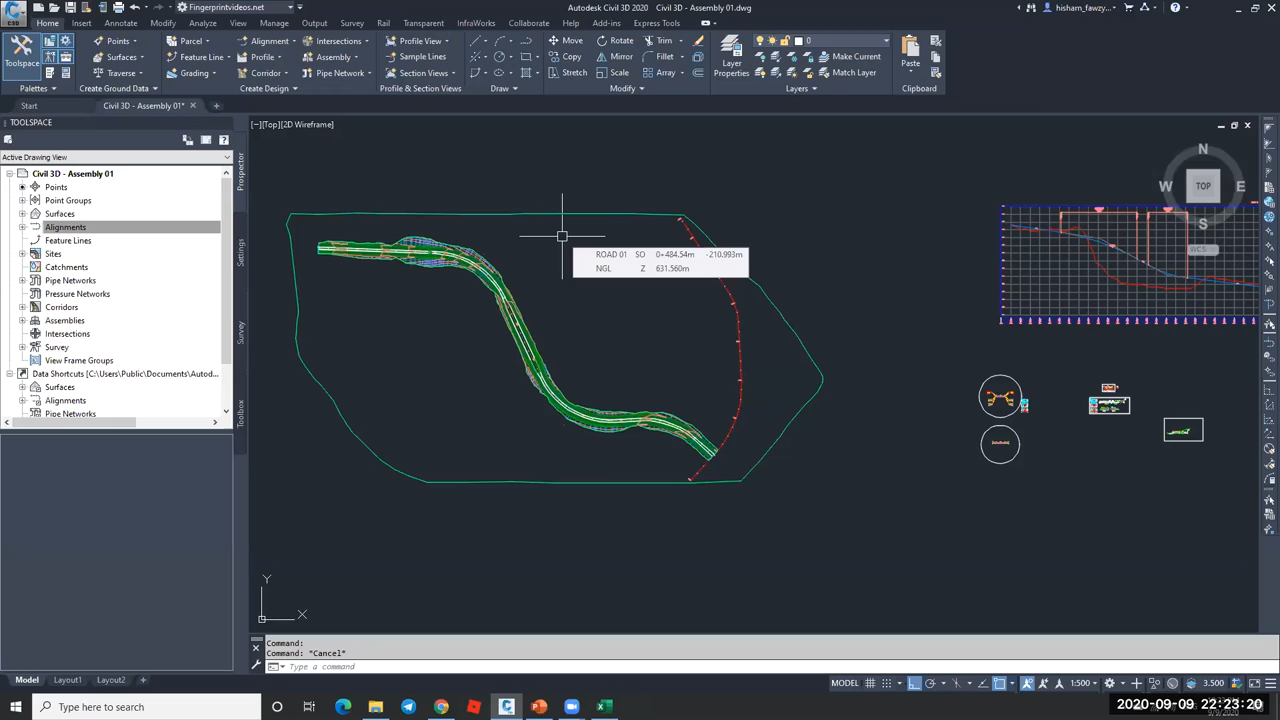 C3D
Fingerprintvideos.net
Autodesk Civil 3D 2020 Civil 3D - Assembly 01.dwg
hisham_fawzy...
Home Insert Annotate Modify Analyze View Manage Output Survey Rail Transparent InfraWorks Collaborate Help Add-ins Express Tools
Toolspace
Points
Surfaces
Traverse
Parcel
Feature Line
Grading
Alignment
Profile
Corridor
Intersections
Assembly
Pipe Network
Profile View
Sample Lines
Section Views
Move
Copy
Stretch
Rotate
Mirror
Scale
Trim
Fillet
Array
Layer
Properties
0
Make Current
Match Layer
Paste
Palettes
Create Ground Data
Create Design
Profile & Section Views
Draw
Modify
Layers
Clipboard
Start
Civil 3D - Assembly 01*
TOOLSPACE
Active Drawing View
Civil 3D - Assembly 01
Points
Point Groups
Surfaces
Alignments
Feature Lines
Sites
Catchments
Pipe Networks
Pressure Networks
Corridors
Assemblies
Intersections
Survey
View Frame Groups
Data Shortcuts [C:\Users\Public\Documents\Autod...
Surfaces
Alignments
Pipe Networks
Prospector
Settings
Survey
Toolbox
[−][Top][2D Wireframe]
ROAD 01 SO 0+484.54m -210.993m
NGL Z 631.560m
N
W TOP E
S
WCS
Y
X
Command:
Command: *Cancel*
Type a command
Model Layout1 Layout2
MODEL
1:500
3.500
Type here to search
2020-09-09 22:23:20